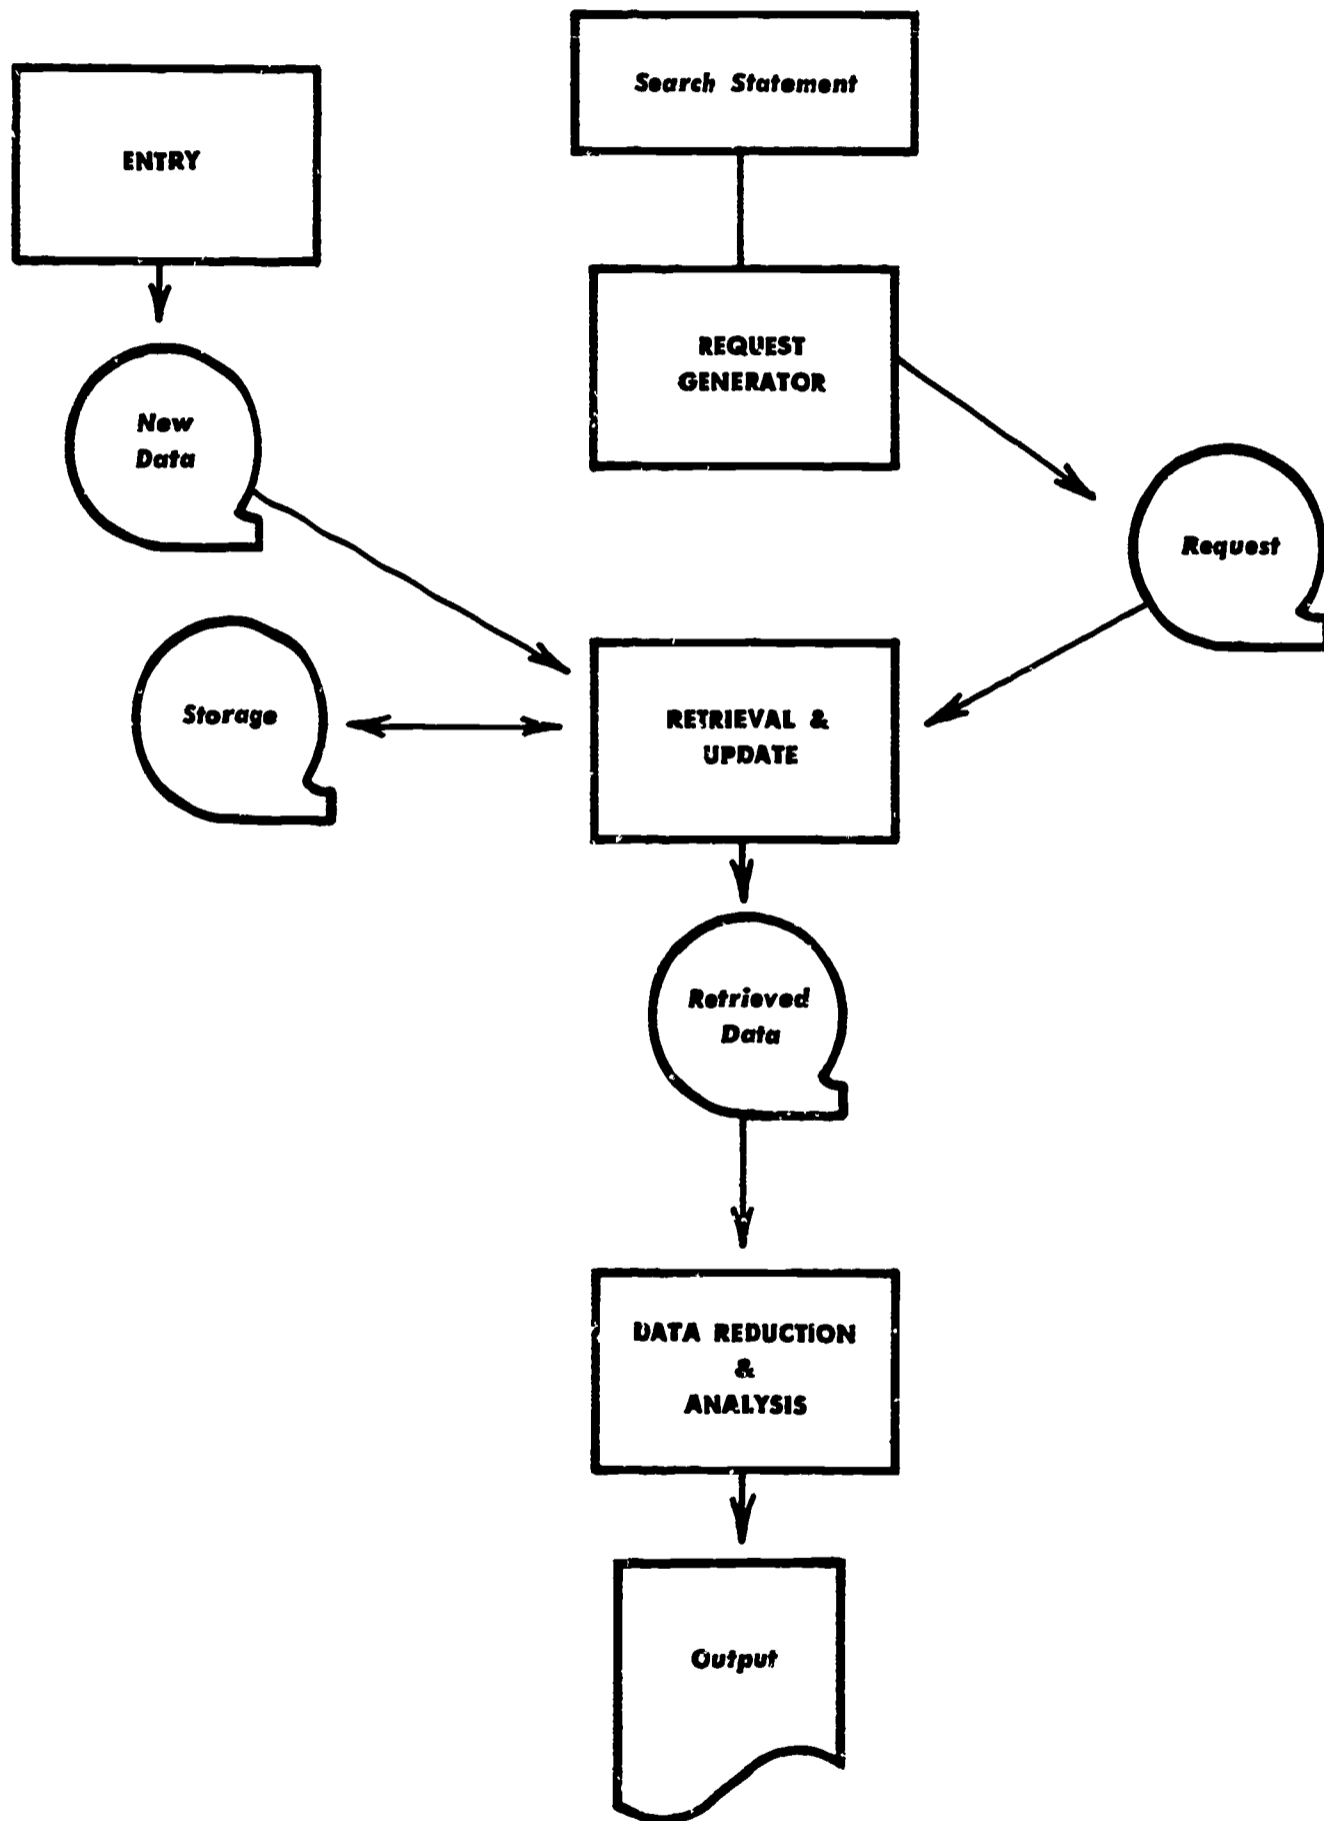 Search Statement
ENTRY
REQUEST
GENERATOR
New
Data
Request
Storage
RETRIEVAL &
UPDATE
Retrieved
Data
DATA REDUCTION
&
ANALYSIS
Output